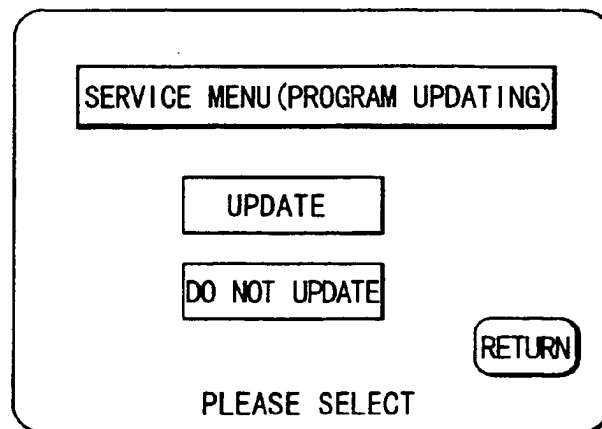 SERVICE MENU(PROGRAM UPDATING)
UPDATE
DO NOT UPDATE
RETURN
PLEASE SELECT